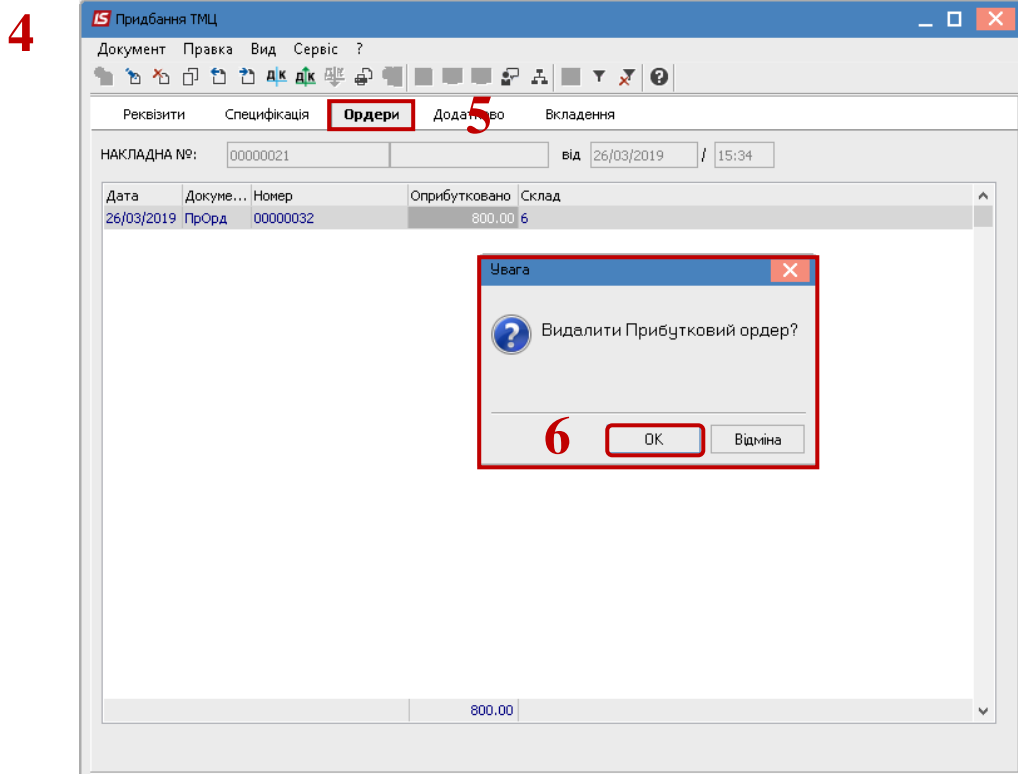 4
Придбання ТМЦ
Документ Правка Вид Сервіс ?
Реквізити Специфікація Ордери Додатково Вкладення
5
НАКЛАДНА №: 00000021 від 26/03/2019 / 15:34
Дата Докуме... Номер Оприбутковано Склад
26/03/2019 ПрОрд 00000032 800.00 6
Увага
Видалити Прибутковий ордер?
6 OK Відміна
800.00